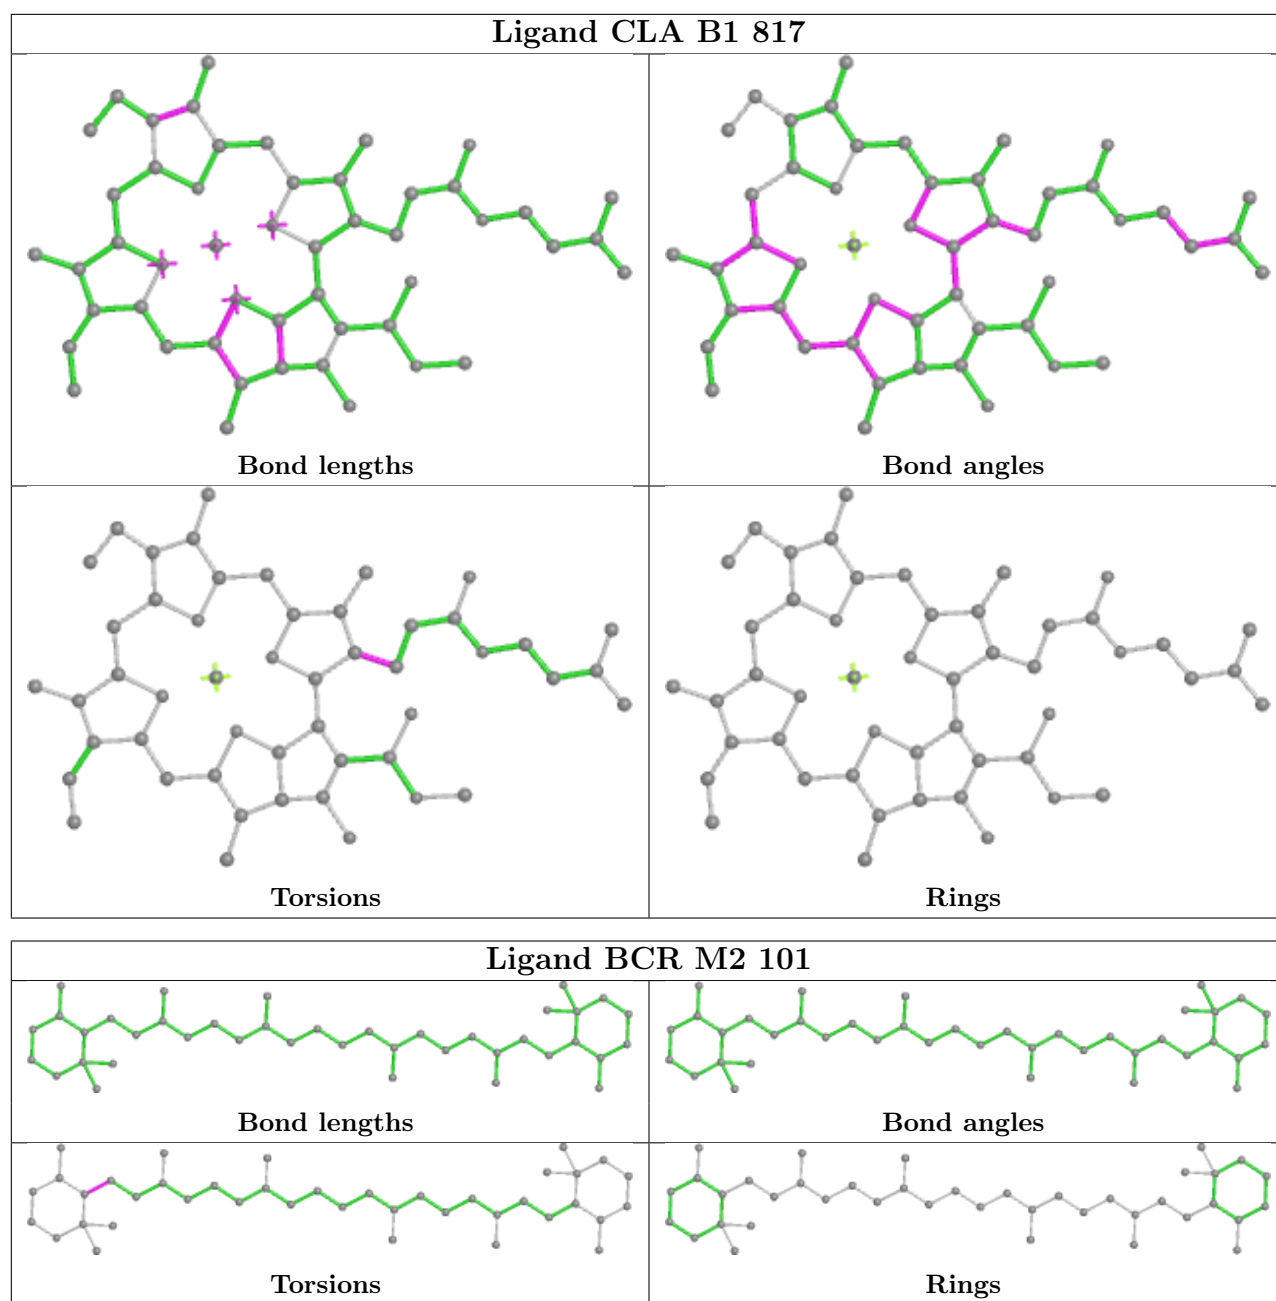 Ligand CLA B1 817
Bond lengths
Bond angles
Torsions
Rings
Ligand BCR M2 101
Bond lengths
Bond angles
Torsions
Rings